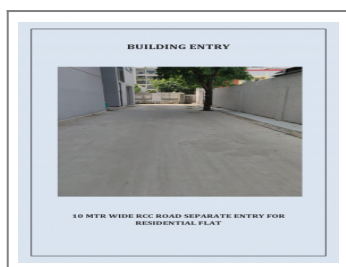 BUILDING ENTRY
10 MTR WIDE RCC ROAD SEPARATE ENTRY FOR
RESIDENTIAL FLAT